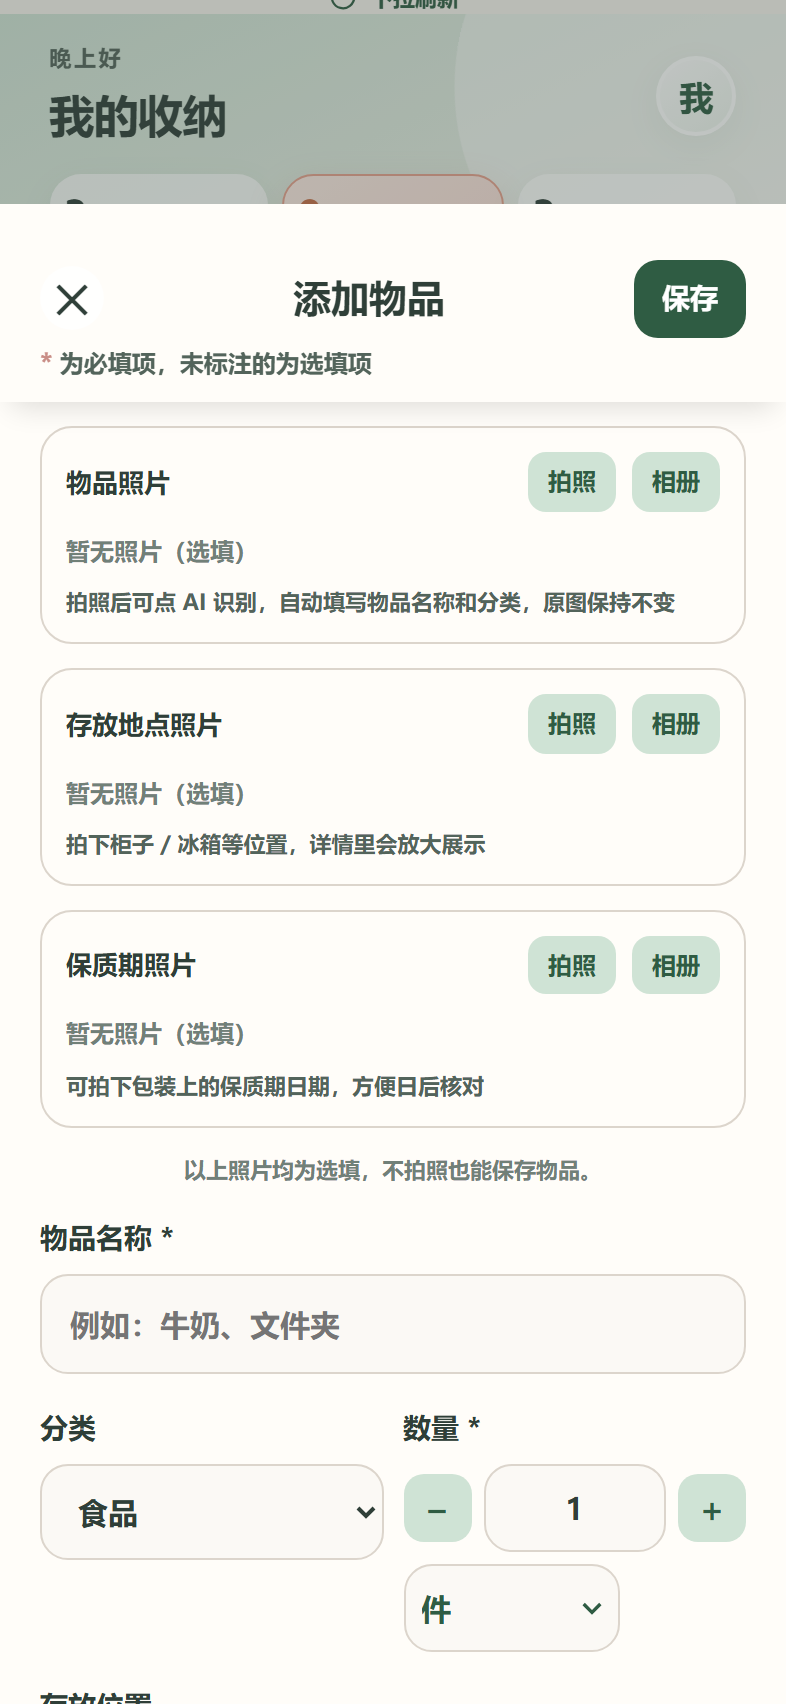 下拉刷新
晚上好
我的收纳
我
添加物品
保存
* 为必填项，未标注的为选填项
物品照片
拍照
相册
暂无照片（选填）
拍照后可点 AI 识别，自动填写物品名称和分类，原图保持不变
存放地点照片
拍照
相册
暂无照片（选填）
拍下柜子 / 冰箱等位置，详情里会放大展示
保质期照片
拍照
相册
暂无照片（选填）
可拍下包装上的保质期日期，方便日后核对
以上照片均为选填，不拍照也能保存物品。
物品名称 *
例如：牛奶、文件夹
分类
数量 *
食品
−
1
+
件
存放位置